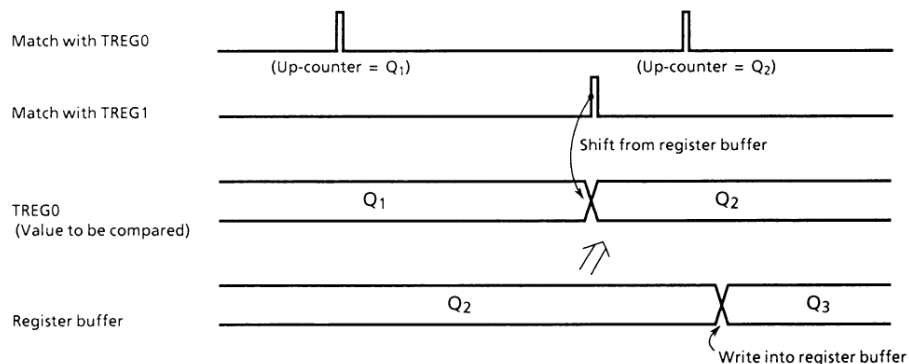 Match with TREG0
(Up-counter = Q1)
(Up-counter = Q2)
Match with TREG1
Shift from register buffer
TREG0
(Value to be compared)
Q1
Q2
Register buffer
Q2
Q3
Write into register buffer